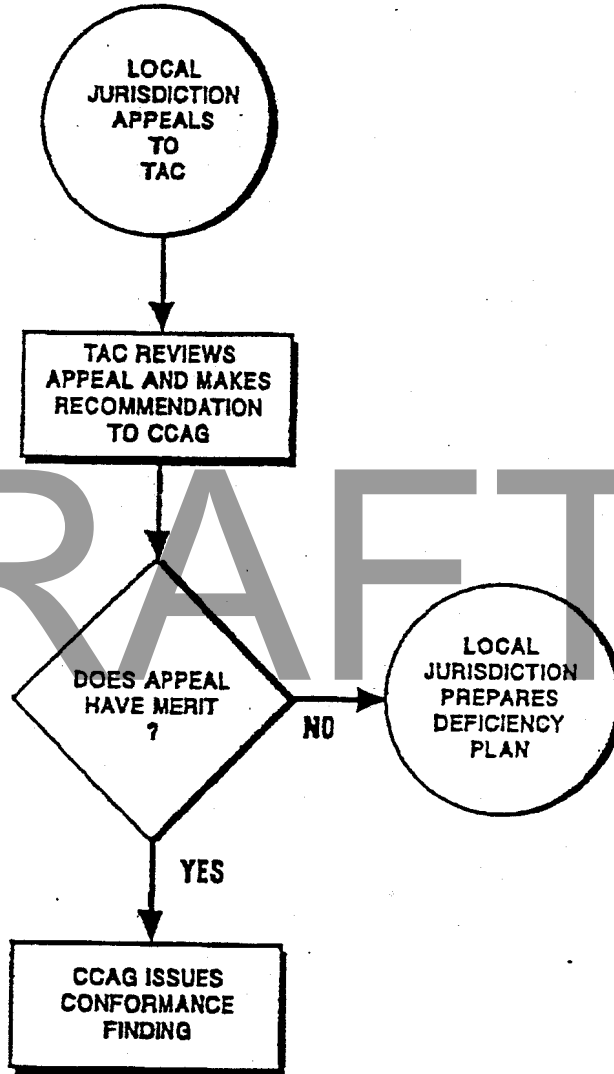 LOCAL
JURISDICTION
APPEALS
TO
TAC
TAC REVIEWS
APPEAL AND MAKES
RECOMMENDATION
TO CCAG
DOES APPEAL
HAVE MERIT
?
NO
LOCAL
JURISDICTION
PREPARES
DEFICIENCY
PLAN
YES
CCAG ISSUES
CONFORMANCE
FINDING
RAFT